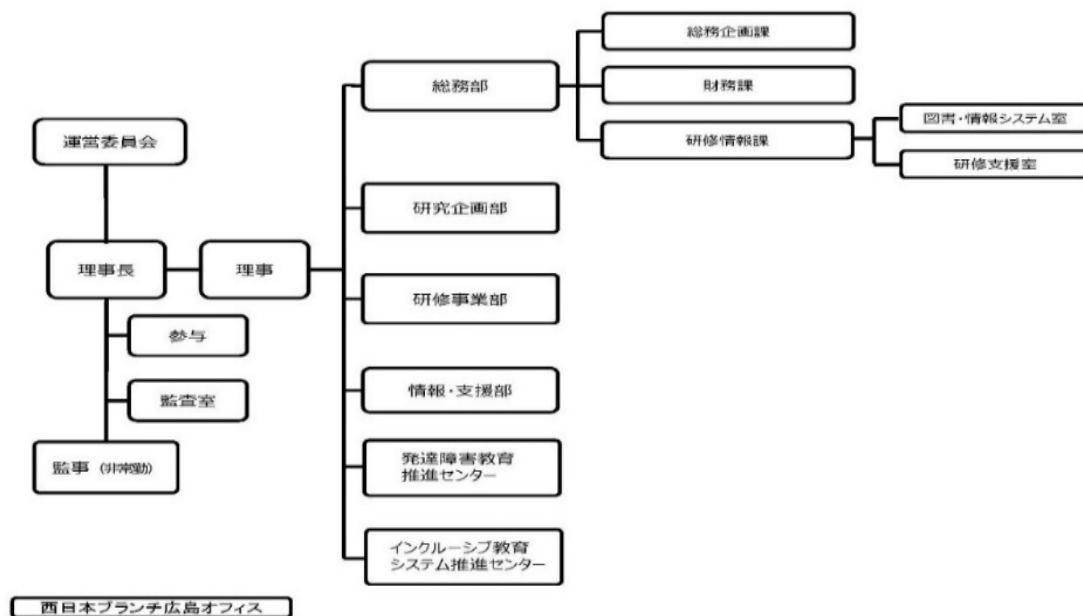 総務企画課
総務部
財務課
図書・情報システム室
運営委員会
研修情報課
研修支援室
研究企画部
理事長
理事
研修事業部
参与
情報・支援部
監査室
監事 (非常勤)
発達障害教育
推進センター
インクルーシブ教育
システム推進センター
西日本ブランチ広島オフィス